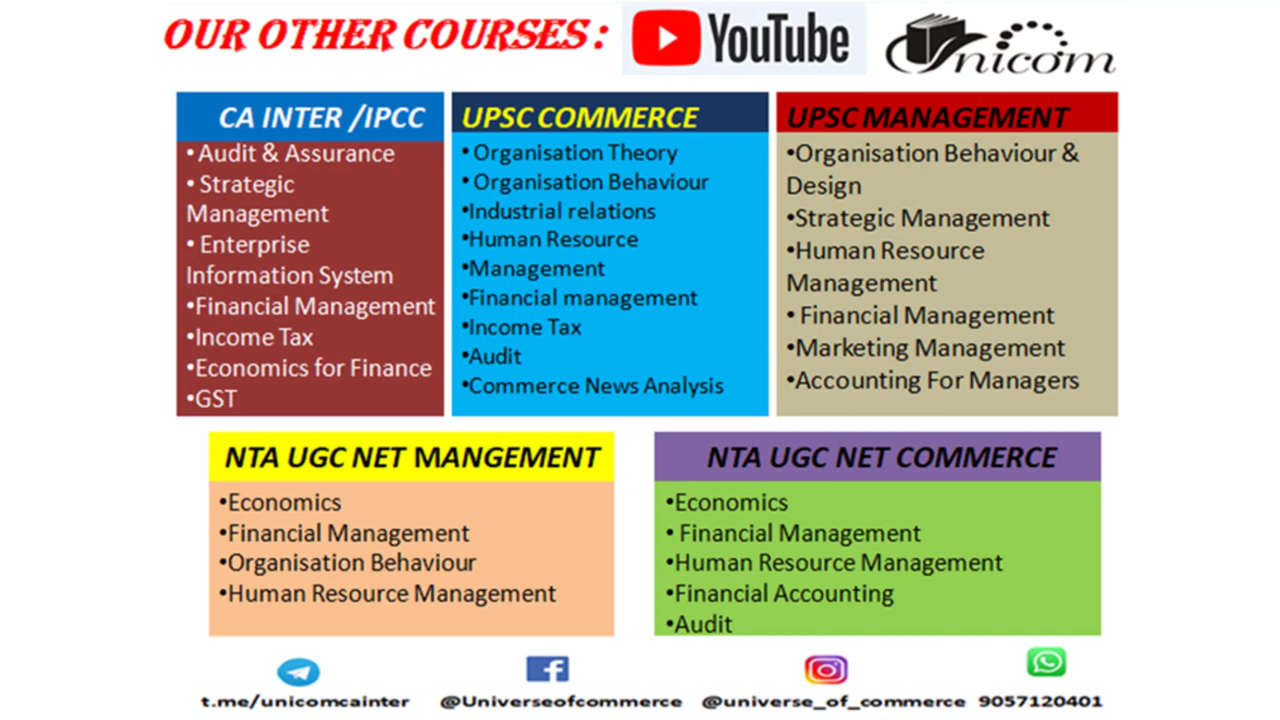 OUR OTHER COURSES :
YouTube
Unicom
CA INTER /IPCC
• Audit & Assurance
• Strategic
Management
• Enterprise
Information System
•Financial Management
•Income Tax
•Economics for Finance
•GST
UPSC COMMERCE
• Organisation Theory
• Organisation Behaviour
•Industrial relations
•Human Resource
•Management
•Financial management
•Income Tax
•Audit
•Commerce News Analysis
UPSC MANAGEMENT
•Organisation Behaviour &
Design
•Strategic Management
•Human Resource
Management
• Financial Management
•Marketing Management
•Accounting For Managers
NTA UGC NET MANGEMENT
•Economics
•Financial Management
•Organisation Behaviour
•Human Resource Management
NTA UGC NET COMMERCE
•Economics
• Financial Management
•Human Resource Management
•Financial Accounting
•Audit
t.me/unicomcainter
@Universeofcommerce
@universe_of_commerce
9057120401